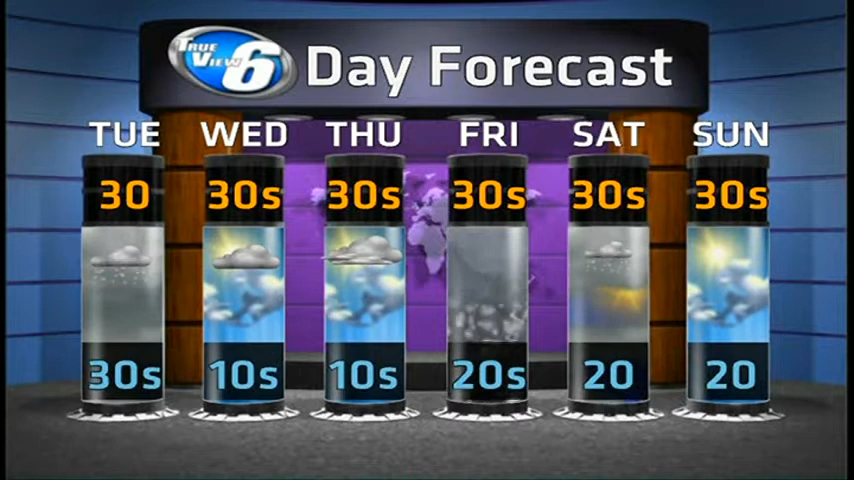 TRUE
VIEW 6 Day Forecast
TUE WED THU FRI SAT SUN
30 30s 30s 30s 30s 30s
30s 10s 10s 20s 20 20